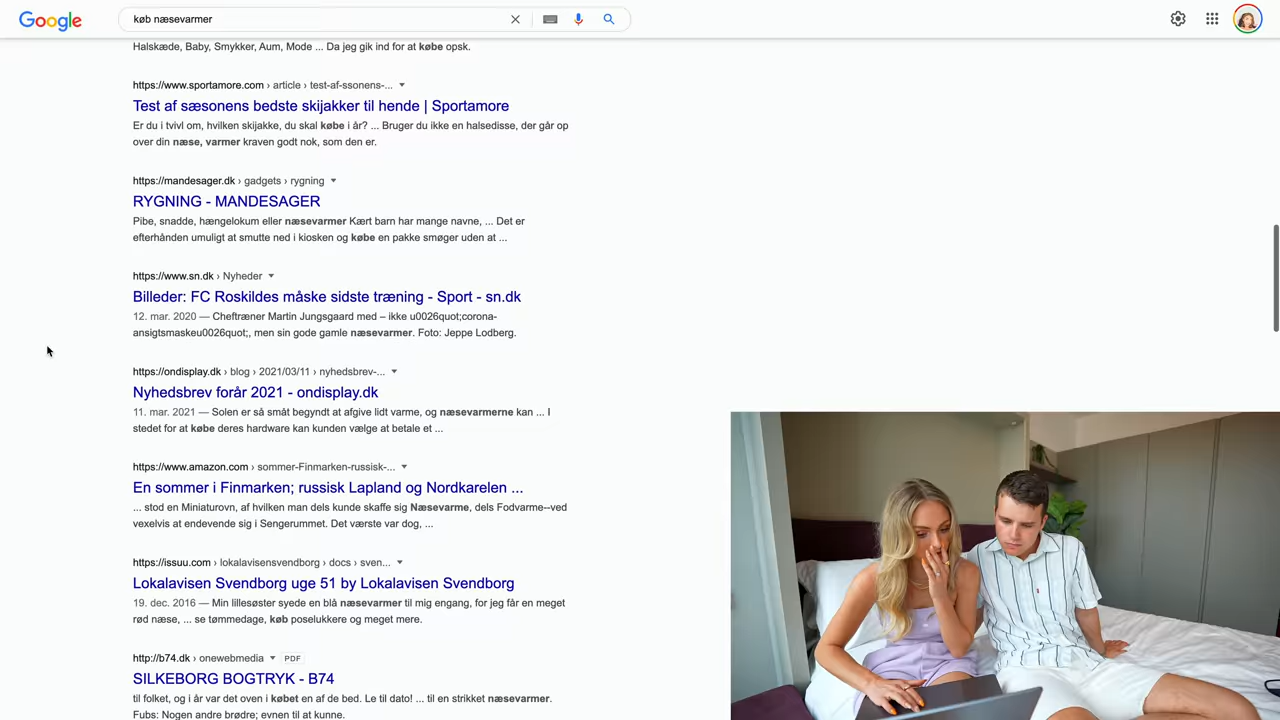 Google
køb næsevarmer
Halskæde, Baby, Smykker, Aum, Mode ... Da jeg gik ind for at købe opsk.
https://www.sportamore.com › article › test-af-ssonens-...
Test af sæsonens bedste skijakker til hende | Sportamore
Er du i tvivl om, hvilken skijakke, du skal købe i år? ... Bruger du ikke en halsedisse, der går op
over din næse, varmer kraven godt nok, som den er.
https://mandesager.dk › gadgets › rygning
RYGNING - MANDESAGER
Pibe, snadde, hængelokum eller næsevarmer Kært barn har mange navne, ... Det er
efterhånden umuligt at smutte ned i kiosken og købe en pakke smøger uden at ...
https://www.sn.dk › Nyheder
Billeder: FC Roskildes måske sidste træning - Sport - sn.dk
12. mar. 2020 — Cheftræner Martin Jungsgaard med – ikke u0026quot;corona-
ansigtsmaskeu0026quot;, men sin gode gamle næsevarmer. Foto: Jeppe Lodberg.
https://ondisplay.dk › blog › 2021/03/11 › nyhedsbrev-...
Nyhedsbrev forår 2021 - ondisplay.dk
11. mar. 2021 — Solen er så småt begyndt at afgive lidt varme, og næsevarmerne kan ... I
stedet for at købe deres hardware kan kunden vælge at betale et ...
https://www.amazon.com › sommer-Finmarken-russisk-...
En sommer i Finmarken; russisk Lapland og Nordkarelen ...
... stod en Miniaturovn, af hvilken man dels kunde skaffe sig Næsevarme, dels Fodvarme--ved
vexelvis at endevende sig i Sengerummet. Det værste var dog, ...
https://issuu.com › lokalavisensvendborg › docs › sven...
Lokalavisen Svendborg uge 51 by Lokalavisen Svendborg
19. dec. 2016 — Min lillesøster syede en blå næsevarmer til mig engang, for jeg får en meget
rød næse, ... se tømmedage, køb poselukkere og meget mere.
http://b74.dk › onewebmedia PDF
SILKEBORG BOGTRYK - B74
til folket, og i år var det oven i købet en af de bed. Le til dato! ... til en strikket næsevarmer.
Fubs: Nogen andre brødre; evnen til at kunne.